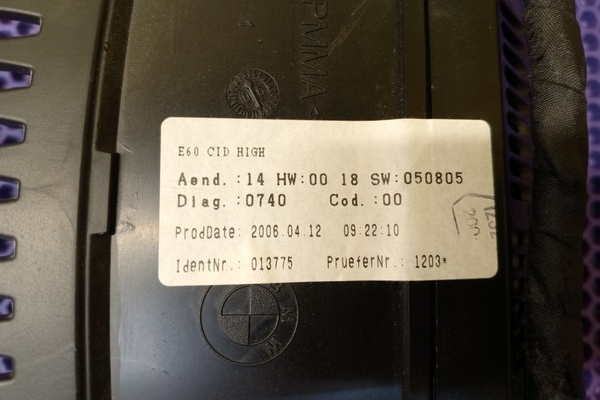 PMMA<
E60 CID HIGH
Aend. :14 HW:00 18 SW:050805
Diag. :0740 Cod. :00
ProdDate: 2006.04.12 09:22:10
IdentNr.: 013775 PrueferNr.: 1203*